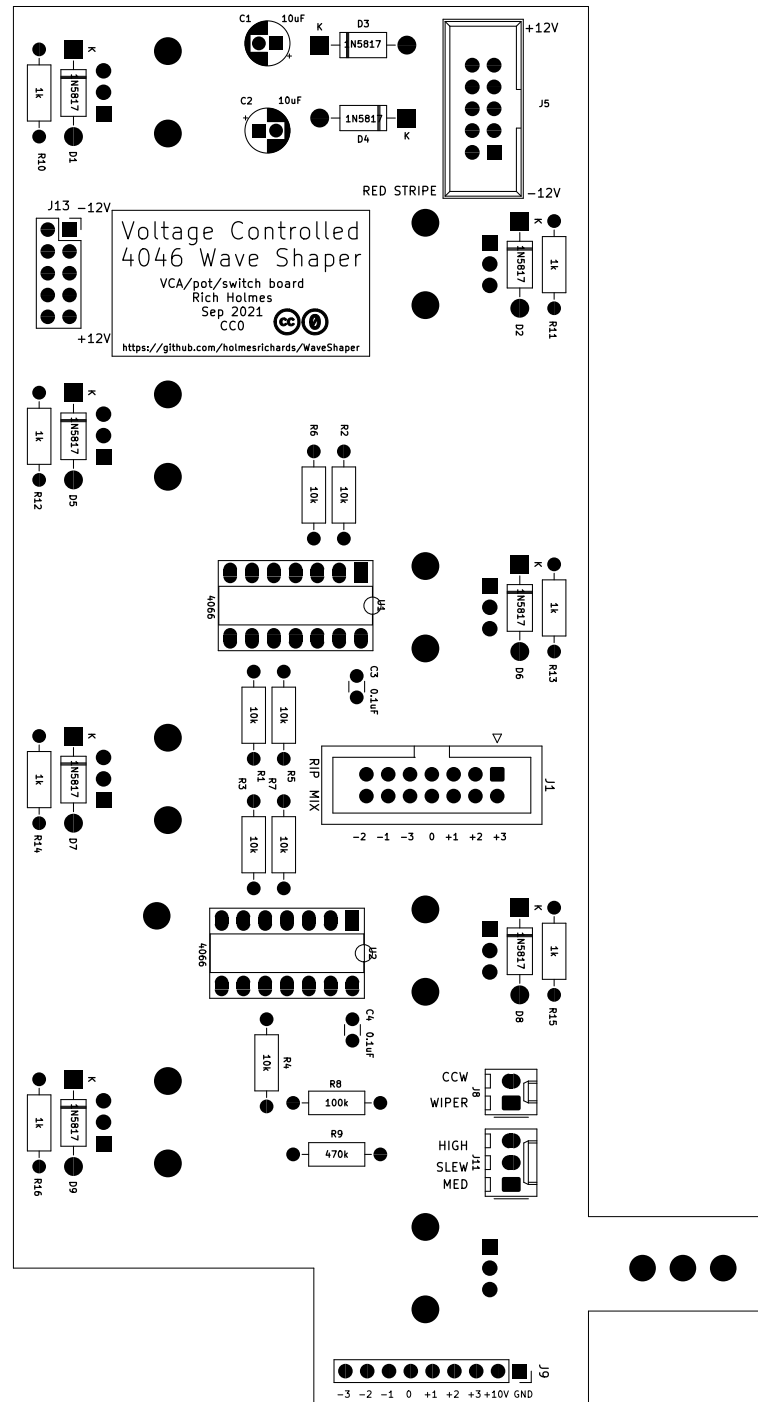 C1
10uF
K
D3
1N5817
+12V
K
1N5817
1k
R10
D1
C2
10uF
1N5817
D4
K
J5
RED STRIPE
-12V
J13
-12V
+12V
Voltage Controlled
4046 Wave Shaper
VCA/pot/switch board
Rich Holmes
Sep 2021
CC0
cc
0
https://github.com/holmesrichards/WaveShaper
K
1N5817
1k
D2
R11
K
1N5817
1k
R12
D5
R6
R2
10k
10k
4066
U1
K
1N5817
1k
D6
R13
C3
0.1uF
10k
10k
R1
R5
K
1N5817
1k
R14
D7
RIP
MIX
J1
-2
-1
-3
0
+1
+2
+3
R3
R7
10k
10k
4066
U2
K
1N5817
1k
D8
R15
C4
0.1uF
10k
R4
R8
100k
R9
470k
K
1N5817
1k
R16
D9
CCW
WIPER
J8
HIGH
SLEW
MED
J11
J9
-3
-2
-1
0
+1
+2
+3
+10V
GND